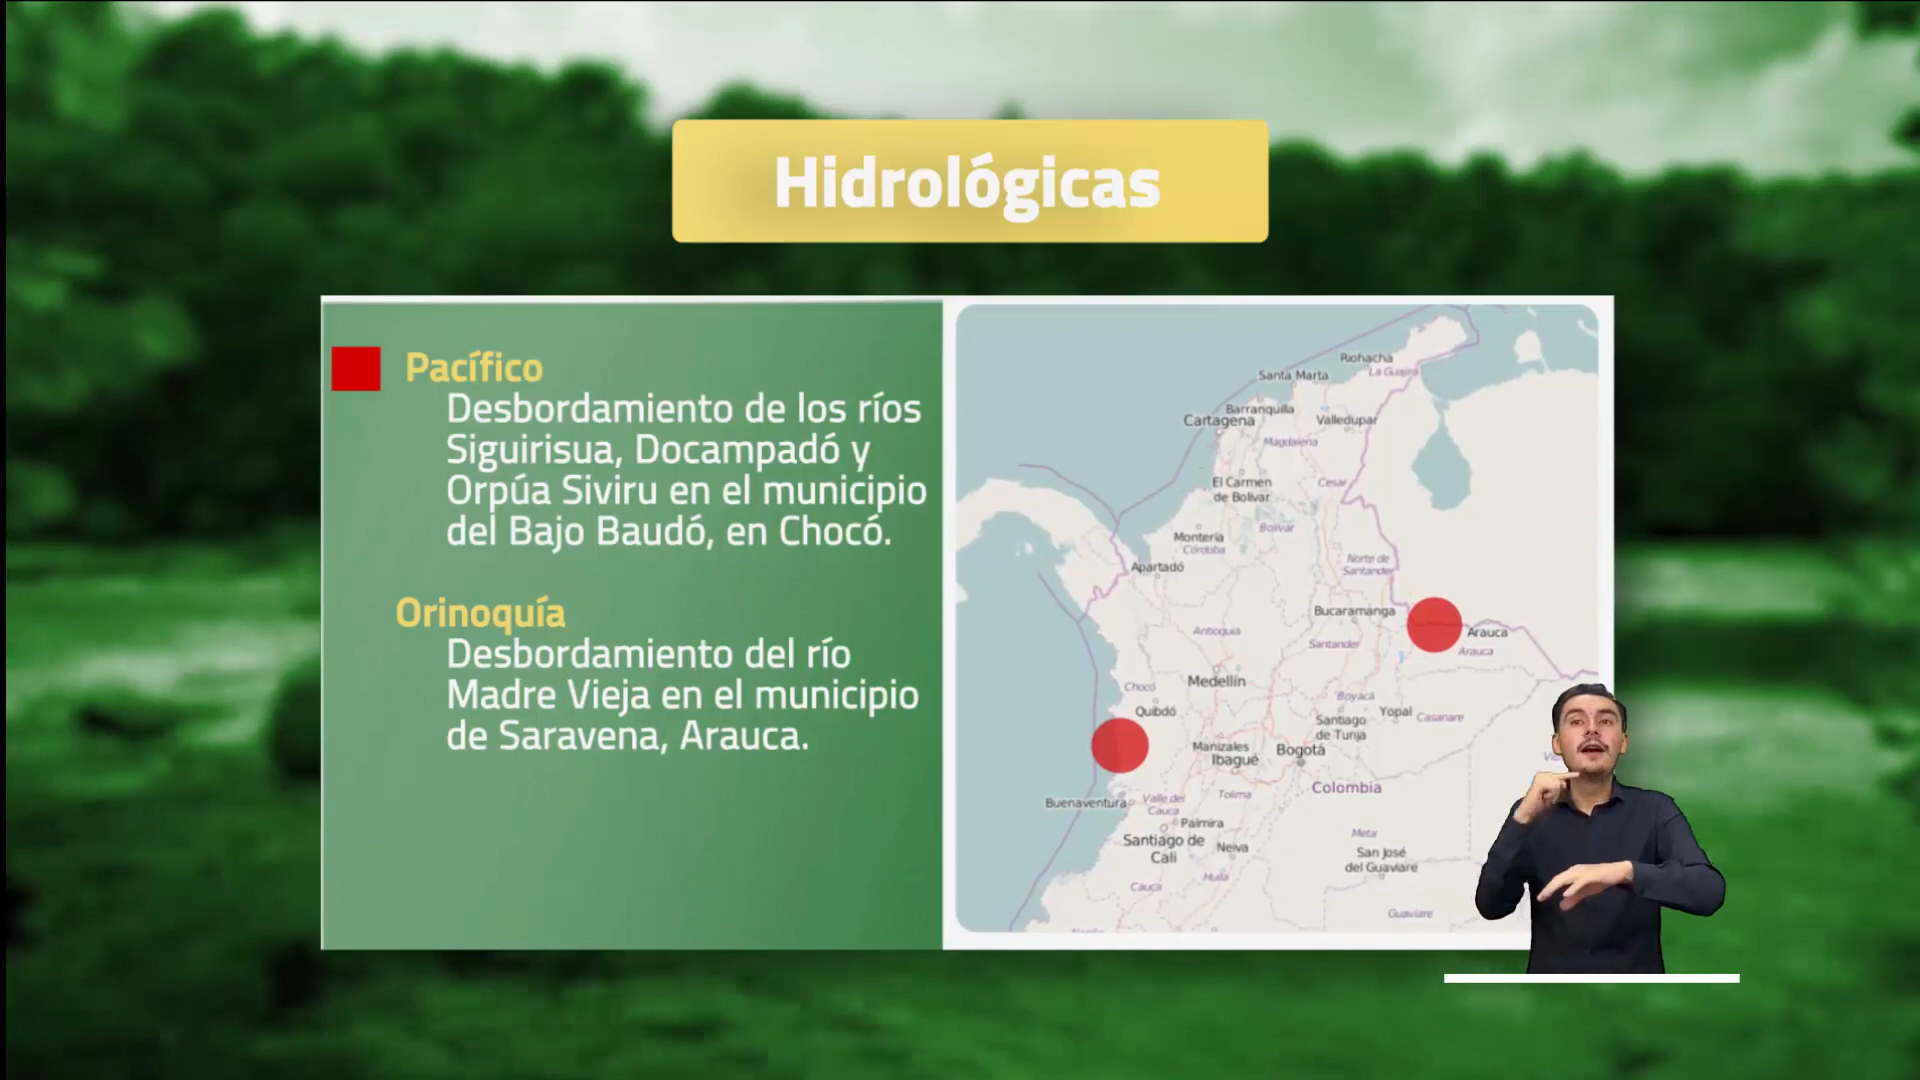 Hidrológicas
Pacífico
Desbordamiento de los ríos
Siguirisua, Docampadó y
Orpúa Siviru en el municipio
del Bajo Baudó, en Chocó.
Orinoquía
Desbordamiento del río
Madre Vieja en el municipio
de Saravena, Arauca.
Riohacha
La Guajira
Santa Marta
Barranquilla
Cartagena
Valledupar
Magdalena
El Carmen
de Bolívar
Cesar
Bolívar
Montería
Córdoba
Apartadó
Norte de
Santander
Bucaramanga
Arauca
Arauca
Antioquia
Santander
Medellín
Chocó
Quibdó
Boyacá
Yopal
Casanare
Santiago
de Tunja
Manizales
Ibagué
Bogotá
Colombia
Buenaventura
Valle del
Cauca
Tolima
Palmira
Santiago de
Cali
Neiva
Meta
San José
del Guaviare
Cauca
Huila
Guaviare